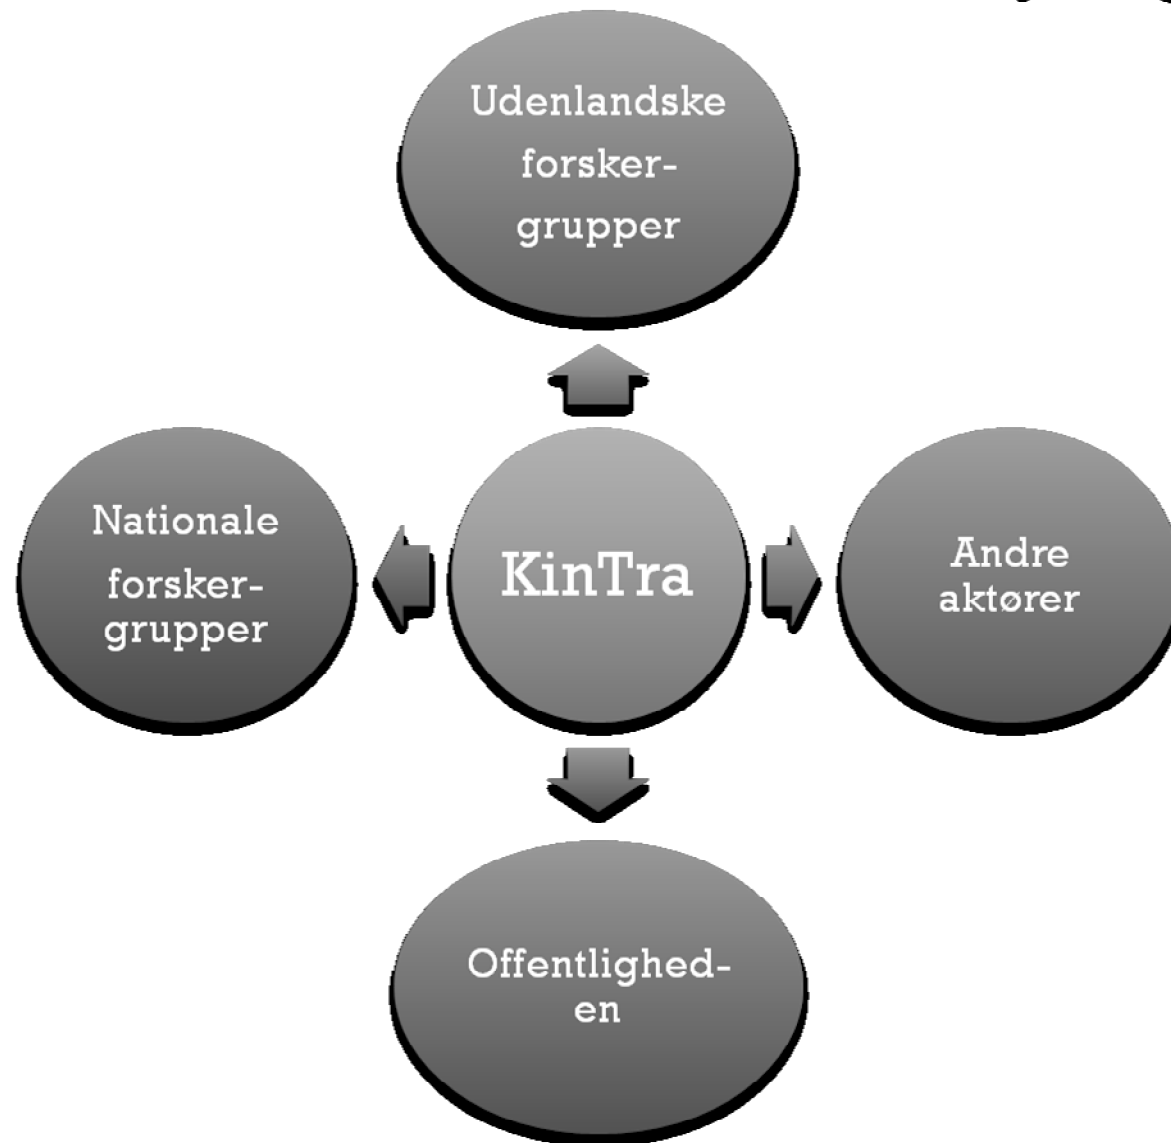 Udenlandske
forsker-
grupper
Nationale
forsker-
grupper
KinTra
Andre
aktører
Offentlighed-
en